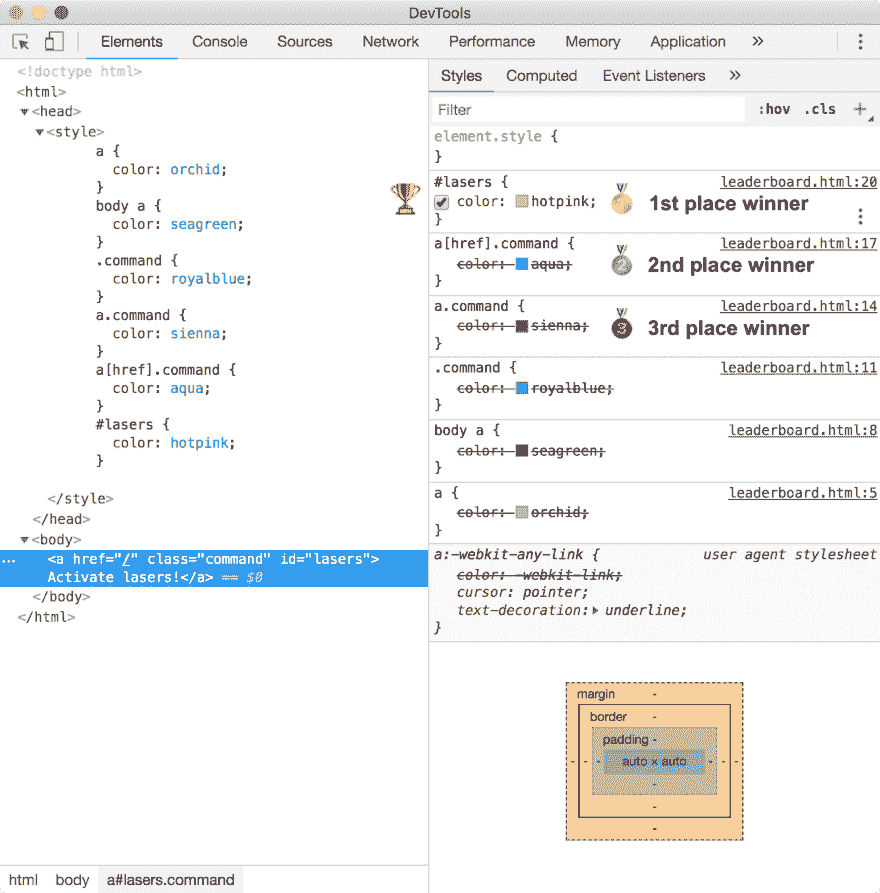 DevTools
Elements Console Sources Network Performance Memory Application »
<!doctype html>
<html>
▼<head>
▼<style>
a {
color: orchid;
}
body a {
color: seagreen;
}
.command {
color: royalblue;
}
a.command {
color: sienna;
}
a[href].command {
color: aqua;
}
#lasers {
color: hotpink;
}
</style>
</head>
▼<body>
... <a href="/" class="command" id="lasers">
Activate lasers!</a> == $0
</body>
</html>
html body a#lasers.command
Styles Computed Event Listeners »
Filter :hov .cls +
element.style {
}
#lasers { leaderboard.html:20
color: hotpink; 1st place winner
}
a[href].command { leaderboard.html:17
color: aqua; 2 2nd place winner
}
a.command { leaderboard.html:14
color: sienna; 3 3rd place winner
}
.command { leaderboard.html:11
color: royalblue;
}
body a { leaderboard.html:8
color: seagreen;
}
a { leaderboard.html:5
color: orchid;
}
a:-webkit-any-link { user agent stylesheet
color: -webkit-link;
cursor: pointer;
text-decoration:▶ underline;
}
margin -
border -
padding -
- - - auto × auto - - -
-
-
-